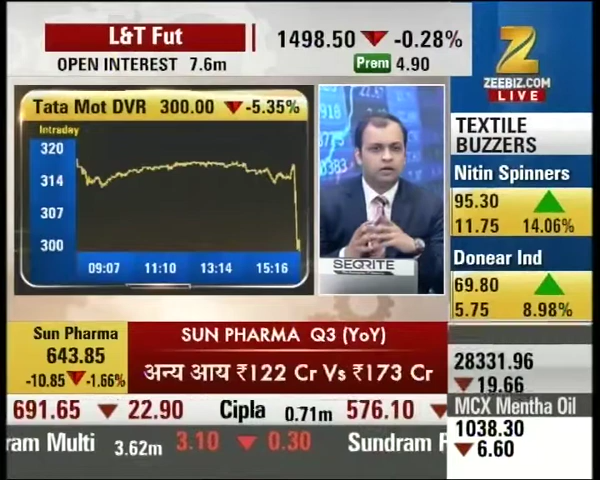 L&T Fut
OPEN INTEREST 7.6m
1498.50 -0.28%
Prem 4.90
Z
ZEEBIZ.COM
LIVE
Tata Mot DVR 300.00 -5.35%
Intraday
320
314
307
300
09:07 11:10 13:14 15:16
SEQRITE
TEXTILE
BUZZERS
Nitin Spinners
95.30
11.75 14.06%
Donear Ind
69.80
5.75 8.98%
Sun Pharma
643.85
-10.85 -1.66%
SUN PHARMA Q3 (YoY)
अन्य आय ₹122 Cr Vs ₹173 Cr
28331.96
19.66
MCX Mentha Oil
1038.30
6.60
691.65 22.90 Cipla 0.71m 576.10
ram Multi 3.62m 3.10 0.30 Sundram F